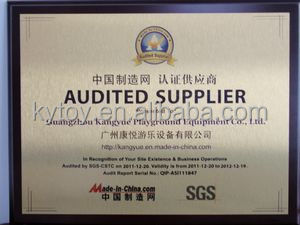 Audited Supplier
中国制造网 认证供应商
AUDITED SUPPLIER
Guangzhou Kangyue Playground Equipment Co., Ltd.
kvtoy.en.alibaba.com
广州康悦游乐设备有限公司
http://kangyue.en.made-in-china.com
In Recognition of Your Site Existence & Business Operations
Audited by SGS-CSTC on 2011-12-20. Validity is from 2011-12-20 to 2012-12-19.
Audit Report Serial No.: QIP-ASI111847
Made-in-China.com
中国制造网
SGS